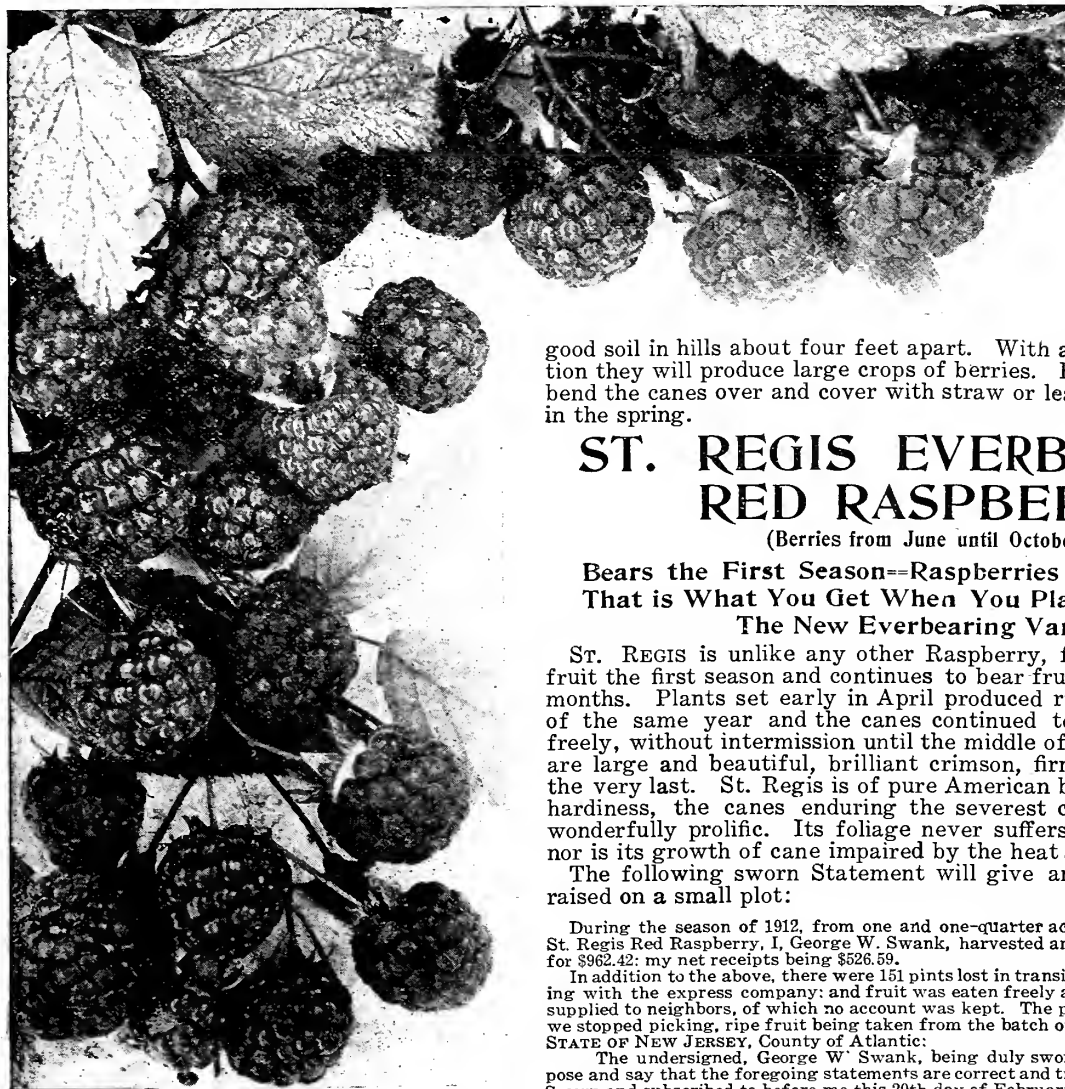 good soil in hills about four feet apart. With a
tion they will produce large crops of berries.
bend the canes over and cover with straw or le
in the spring.
ST. REGIS EVERB
RED RASPBE
(Berries from June until Octob
Bears the First Season==Raspberries
That is What You Get When You Pla
The New Everbearing Va
ST. REGIS is unlike any other Raspberry, f
fruit the first season and continues to bear fru
months. Plants set early in April produced r
of the same year and the canes continued t
freely, without intermission until the middle of
are large and beautiful, brilliant crimson, fir
the very last. St. Regis is of pure American b
hardiness, the canes enduring the severest c
wonderfully prolific. Its foliage never suffers
nor is its growth of cane impaired by the heat
The following sworn Statement will give a
raised on a small plot:
During the season of 1912, from one and one-quarter ac
St. Regis Red Raspberry, I, George W. Swank, harvested a
for $962.42: my net receipts being $526.59.
In addition to the above, there were 151 pints lost in transi
ing with the express company: and fruit was eaten freely a
supplied to neighbors, of which no account was kept. The p
we stopped picking, ripe fruit being taken from the batch o
STATE OF NEW JERSEY, County of Atlantic:
The undersigned, George W' Swank, being duly swo
pose and say that the foregoing statements are correct and t
subscribed to before me this 20th day of Februar